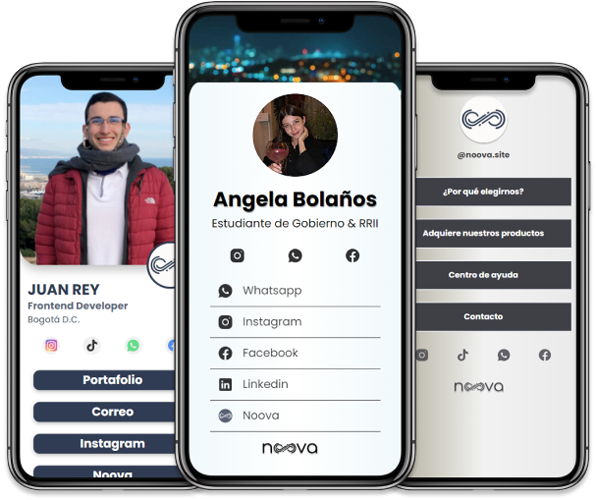 JUAN REY
Frontend Developer
Bogotá D.C.
Portafolio
Correo
Instagram
Noova
Angela Bolaños
Estudiante de Gobierno & RRII
Whatsapp
Instagram
Facebook
Linkedin
Noova
noova
@noova.site
¿Por qué elegirnos?
Adquiere nuestros productos
Centro de ayuda
Contacto
noova